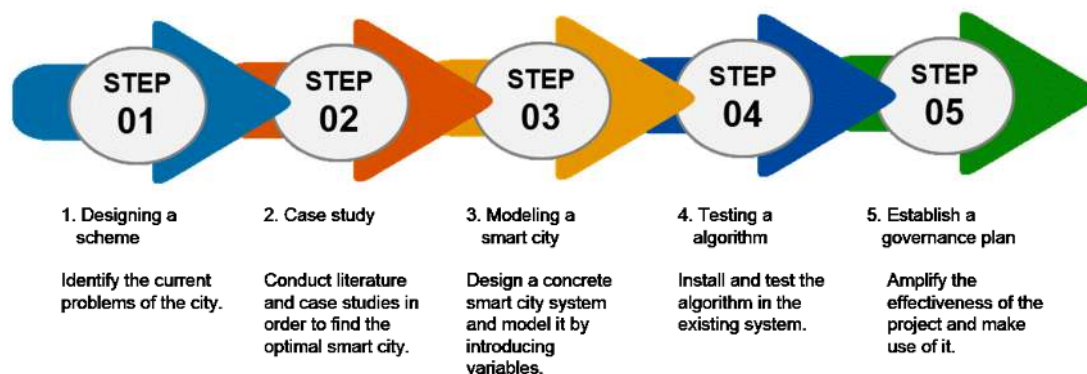 STEP
01
STEP
02
STEP
03
STEP
04
STEP
05
1. Designing a
scheme
Identify the current
problems of the city.
2. Case study
Conduct literature
and case studies in
order to find the
optimal smart city.
3. Modeling a
smart city
Design a concrete
smart city system
and model it by
introducing
variables.
4. Testing a
algorithm
Install and test the
algorithm in the
existing system.
5. Establish a
governance plan
Amplify the
effectiveness of the
project and make
use of it.